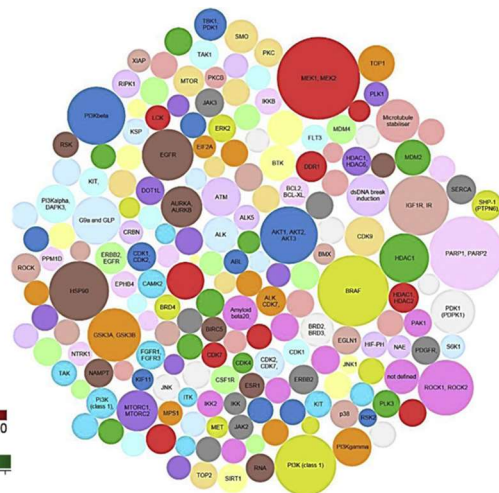 TBK1,
PDK1
SMO
PKC
XIAP
TAK1
MEK1, MEK2
TOP1
RIPK1
MTOR
PKCB
IKKB
PLK1
JAK3
PI3Kbeta
LCK
KSP
ERK2
FLT3
MDM4
Microtubule
stabiliser
RSK
EGFR
EIF2A
BTK
DDR1
HDAC1,
HDAC6,
MDM2
KIT,
DOT1L
ATM
BCL2,
BCL-XL,
dsDNA break
induction
SERCA
PI3Kalpha,
DAPK3,
G9a and GLP
AURKA,
AURKB
ALK5
IGF1R, IR
SHP-1
(PTPN6)
CRBN
ALK
AKT1, AKT2,
AKT3
CDK9
PPM1D
ERBB2,
EGFR
CDK1,
CDK2,
ABL
BMX
HDAC1
PARP1, PARP2
ROCK
HSP90
EPHB4
CAMK2
ALK,
CDK7,
BRAF
HDAC1,
HDAC2
PDK1
(PDPK1)
BRD4
Amyloid
beta20,
BRD2,
BRD3,
PAK1
GSK3A, GSK3B
BIRC5
EGLN1
HIF-PH
NAE
PDGFR,
SGK1
NTRK1
FGFR1,
FGFR3
CDK7
CDK4
CDK2,
CDK7,
CDK1
JNK1
TAK
NAMPT
KIF11
JNK
CSF1R
ESR1
ERBB2
not defined
ROCK1, ROCK2
PI3K
(class 1),
MTORC1,
MTORC2
MPS1
ITK
IKK2
IKK
KIT
p38
RSK2
PLK3
MET
JAK2
PI3K (class 1)
PI3Kgamma
TOP2
SIRT1
RNA
0